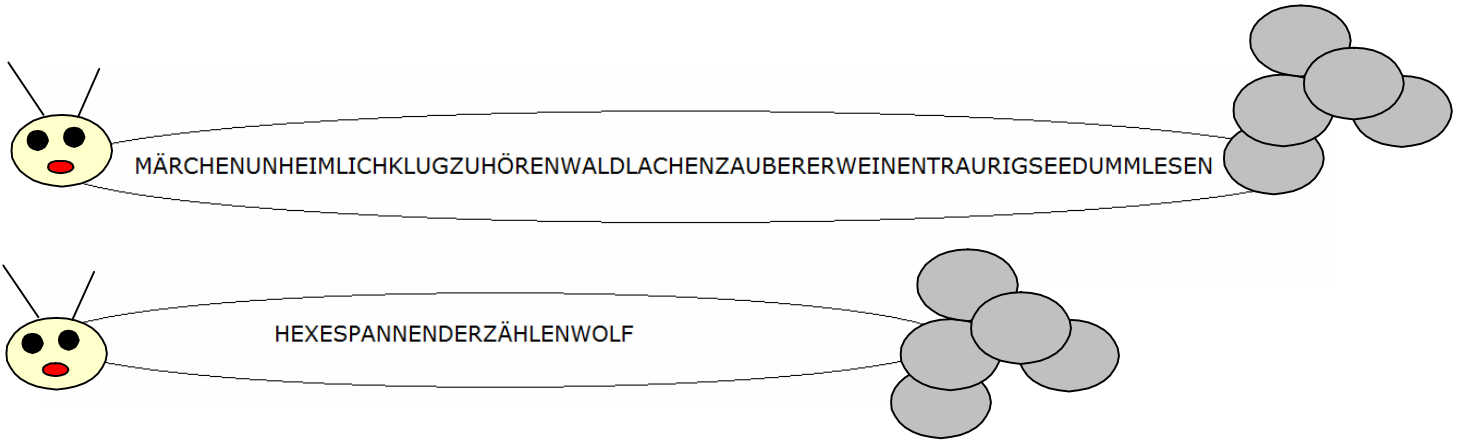 MÄRCHENUNHEIMLICHKLUGZUHÖRENWALDLACHENZAUBERERWEINENTRAURIGSEEDUMMLESEN
HEXESPANNENDERZÄHLENWOLF